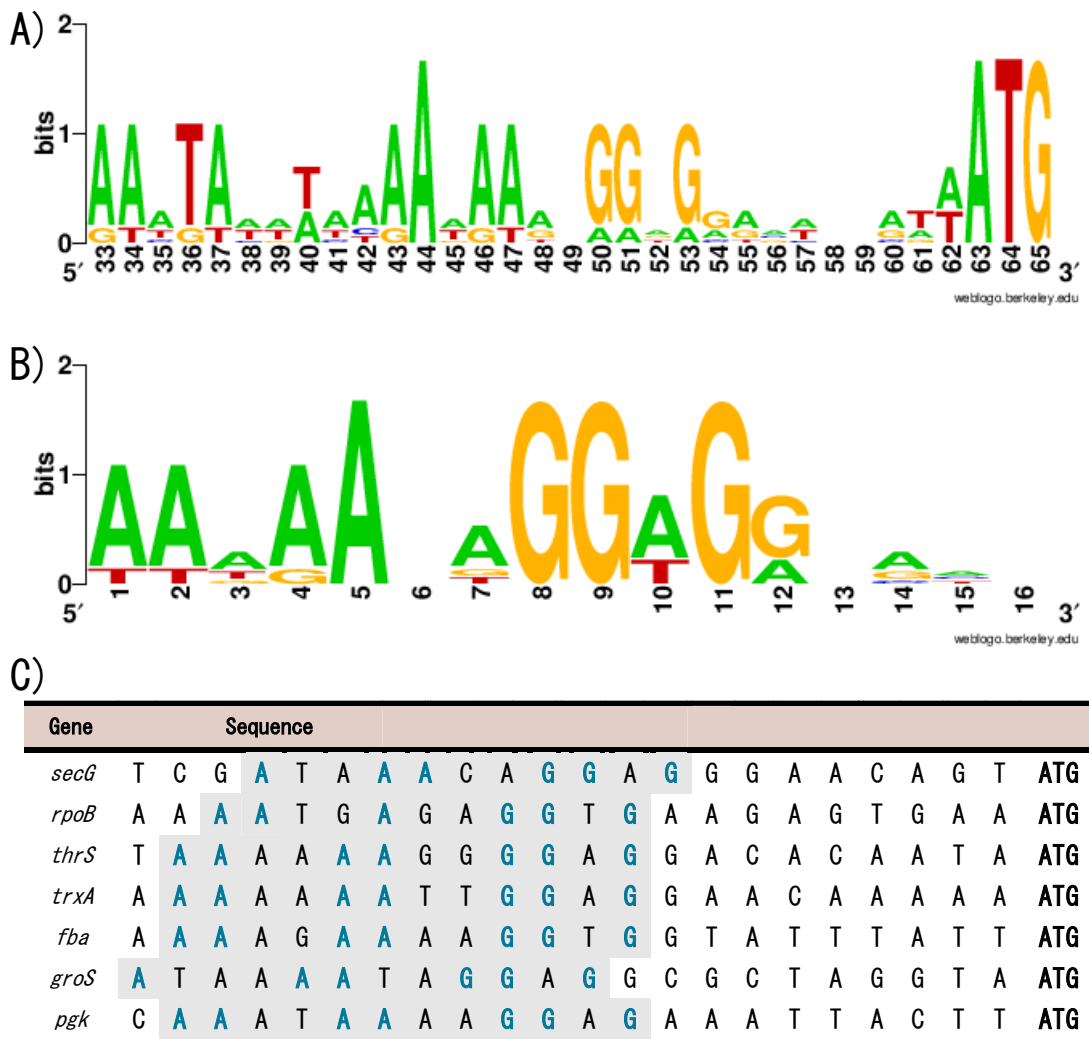 A)
2
bits
1
0
A A A T A A A T A A A A A A A A G G A G G A A A A T A A T G
5′ 33 34 35 36 37 38 39 40 41 42 43 44 45 46 47 48 49 50 51 52 53 54 55 56 57 58 59 60 61 62 63 64 65 3′
weblogo.berkeley.edu
B)
2
bits
1
0
A A A A A A G G A G G A A
5′ 1 2 3 4 5 6 7 8 9 10 11 12 13 14 15 16 3′
weblogo.berkeley.edu
C)
Gene Sequence
secG T C G A T A A A C A G G A G G G A A C A G T ATG
rpoB A A A A T G A G A G G T G A A G A G T G A A ATG
thrS T A A A A A A G G G G A G G A C A C A A T A ATG
trxA A A A A A A A T T G G A G G A A C A A A A A ATG
fba A A A A G A A A A G G T G G T A T T T A T T ATG
groS A T A A A A T A G G A G G C G C T A G G T A ATG
pgk C A A A T A A A A G G A G A A A T T A C T T ATG